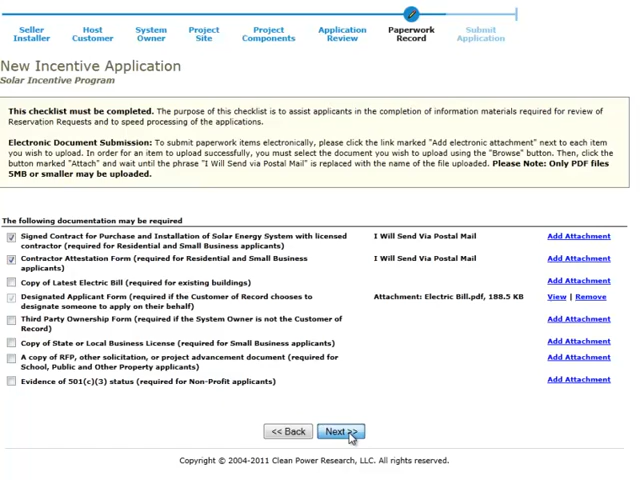 Seller Installer
Host Customer
System Owner
Project Site
Project Components
Application Review
Paperwork Record
Submit Application
New Incentive Application
Solar Incentive Program
This checklist must be completed. The purpose of this checklist is to assist applicants in the completion of information materials required for review of
Reservation Requests and to speed processing of the applications.
Electronic Document Submission: To submit paperwork items electronically, please click the link marked "Add electronic attachment" next to each item
you wish to upload. In order for an item to upload successfully, you must select the document you wish to upload using the "Browse" button. Then, click the
button marked "Attach" and wait until the phrase "I Will Send via Postal Mail" is replaced with the name of the file uploaded. Please Note: Only PDF files
5MB or smaller may be uploaded.
The following documentation may be required
Signed Contract for Purchase and Installation of Solar Energy System with licensed
contractor (required for Residential and Small Business applicants)
I Will Send Via Postal Mail
Add Attachment
Contractor Attestation Form (required for Residential and Small Business
applicants)
I Will Send Via Postal Mail
Add Attachment
Copy of Latest Electric Bill (required for existing buildings)
Add Attachment
Designated Applicant Form (required if the Customer of Record chooses to
designate someone to apply on their behalf)
Attachment: Electric Bill.pdf, 188.5 KB
View | Remove
Third Party Ownership Form (required if the System Owner is not the Customer of
Record)
Add Attachment
Copy of State or Local Business License (required for Small Business applicants)
Add Attachment
A copy of RFP, other solicitation, or project advancement document (required for
School, Public and Other Property applicants)
Add Attachment
Evidence of 501(c)(3) status (required for Non-Profit applicants)
Add Attachment
<< Back
Next >>
Copyright © 2004-2011 Clean Power Research, LLC. All rights reserved.